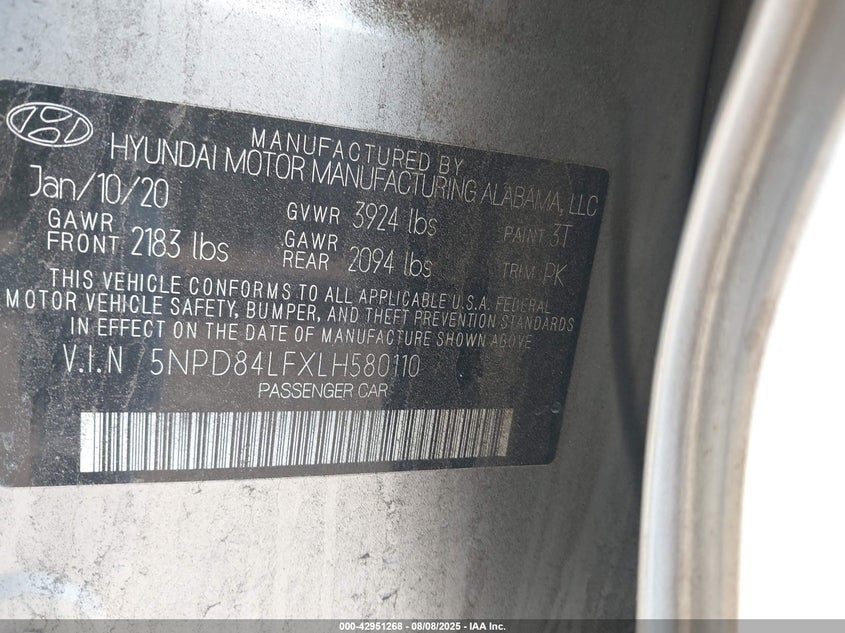 MANUFACTURED BY
HYUNDAI MOTOR MANUFACTURING ALABAMA, LLC
Jan/10/20 GVWR 3924 lbs PAINT 3T
GAWR FRONT 2183 lbs GAWR REAR 2094 lbs TRIM PK
THIS VEHICLE CONFORMS TO ALL APPLICABLE U.S.A. FEDERAL
MOTOR VEHICLE SAFETY, BUMPER, AND THEFT PREVENTION STANDARDS
IN EFFECT ON THE DATE OF MANUFACTURE SHOWN ABOVE
V.I.N 5NPD84LFXLH580110
PASSENGER CAR
000-42951268 - 08/08/2025 - IAA Inc.